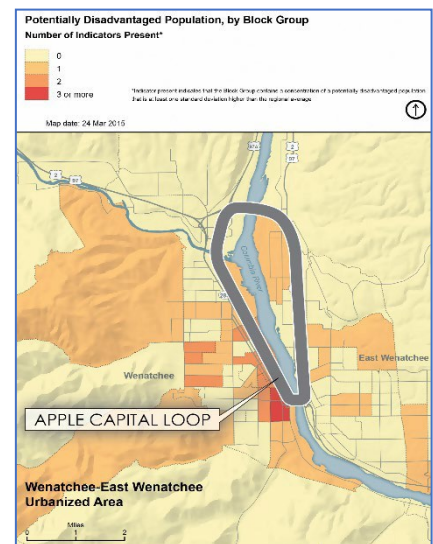 Potentially Disadvantaged Population, by Block Group
Number of Indicators Present*
0
1
2
3 or more
*Indicator present indicates that the Block Group contains a concentration of a potentially disadvantaged population
that is at least one standard deviation higher than the regional average
Map date: 24 Mar 2015
97A
2
97
2
97
Columbia River
East Wenatchee
Wenatchee
APPLE CAPITAL LOOP
Wenatchee-East Wenatchee
Urbanized Area
Miles
0 1 2